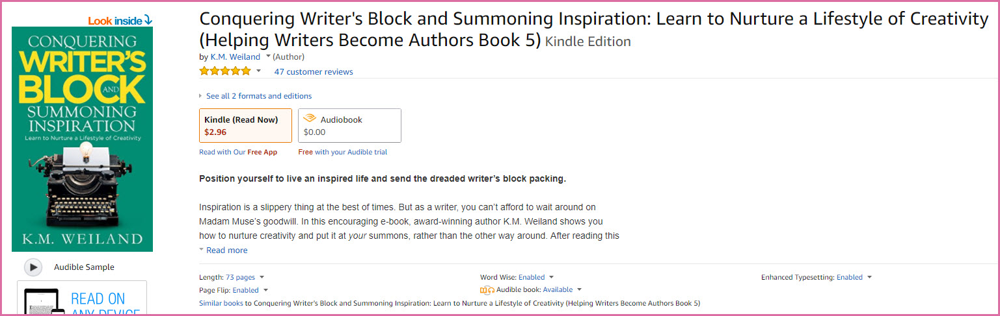 Look inside
CONQUERING
WRITER'S
BLOCK AND
SUMMONING
INSPIRATION
Learn to Nurture a Lifestyle of Creativity
K.M. WEILAND
Audible Sample
READ ON
ANY DEVICE
Conquering Writer's Block and Summoning Inspiration: Learn to Nurture a Lifestyle of Creativity
(Helping Writers Become Authors Book 5) Kindle Edition
by K.M. Weiland (Author)
47 customer reviews
See all 2 formats and editions
Kindle (Read Now)
$2.96
Audiobook
$0.00
Read with Our Free App
Free with your Audible trial
Position yourself to live an inspired life and send the dreaded writer’s block packing.
Inspiration is a slippery thing at the best of times. But as a writer, you can’t afford to wait around on
Madam Muse’s goodwill. In this encouraging e-book, award-winning author K.M. Weiland shows you
how to nurture creativity and put it at your summons, rather than the other way around. After reading this
Read more
Length: 73 pages
Word Wise: Enabled
Enhanced Typesetting: Enabled
Page Flip: Enabled
Audible book: Available
Similar books to Conquering Writer's Block and Summoning Inspiration: Learn to Nurture a Lifestyle of Creativity (Helping Writers Become Authors Book 5)